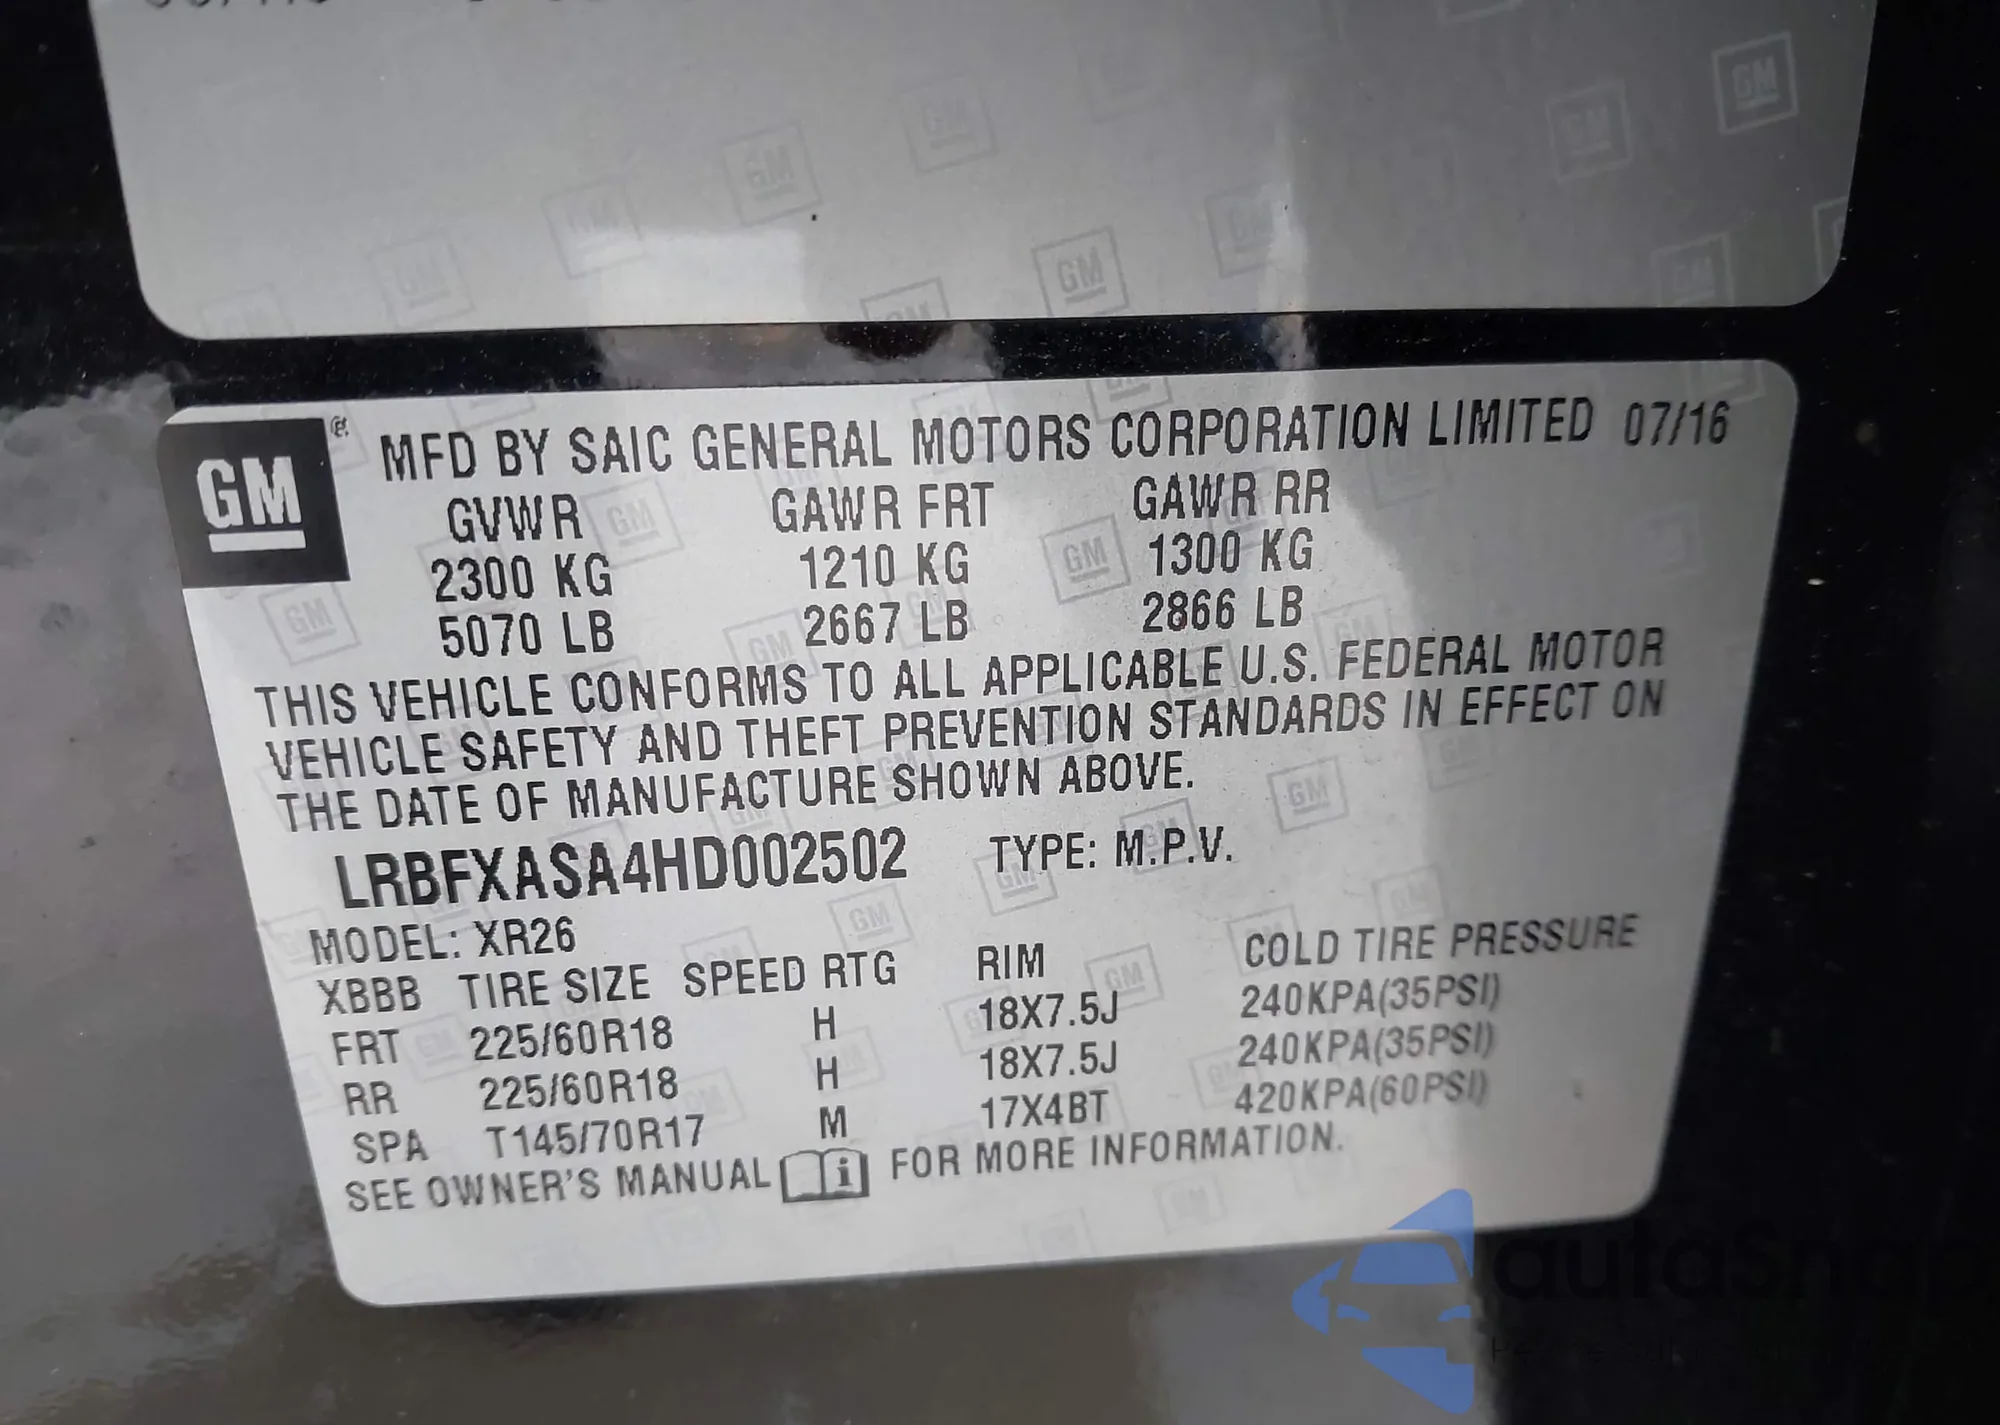 GM ® MFD BY SAIC GENERAL MOTORS CORPORATION LIMITED 07/16
GVWR GAWR FRT GAWR RR
2300 KG 1210 KG 1300 KG
5070 LB 2667 LB 2866 LB
THIS VEHICLE CONFORMS TO ALL APPLICABLE U.S. FEDERAL MOTOR
VEHICLE SAFETY AND THEFT PREVENTION STANDARDS IN EFFECT ON
THE DATE OF MANUFACTURE SHOWN ABOVE.
LRBFXASA4HD002502 TYPE: M.P.V.
MODEL: XR26
XBBB TIRE SIZE SPEED RTG RIM COLD TIRE PRESSURE
FRT 225/60R18 H 18X7.5J 240KPA(35PSI)
RR 225/60R18 H 18X7.5J 240KPA(35PSI)
SPA T145/70R17 M 17X4BT 420KPA(60PSI)
SEE OWNER'S MANUAL i FOR MORE INFORMATION.